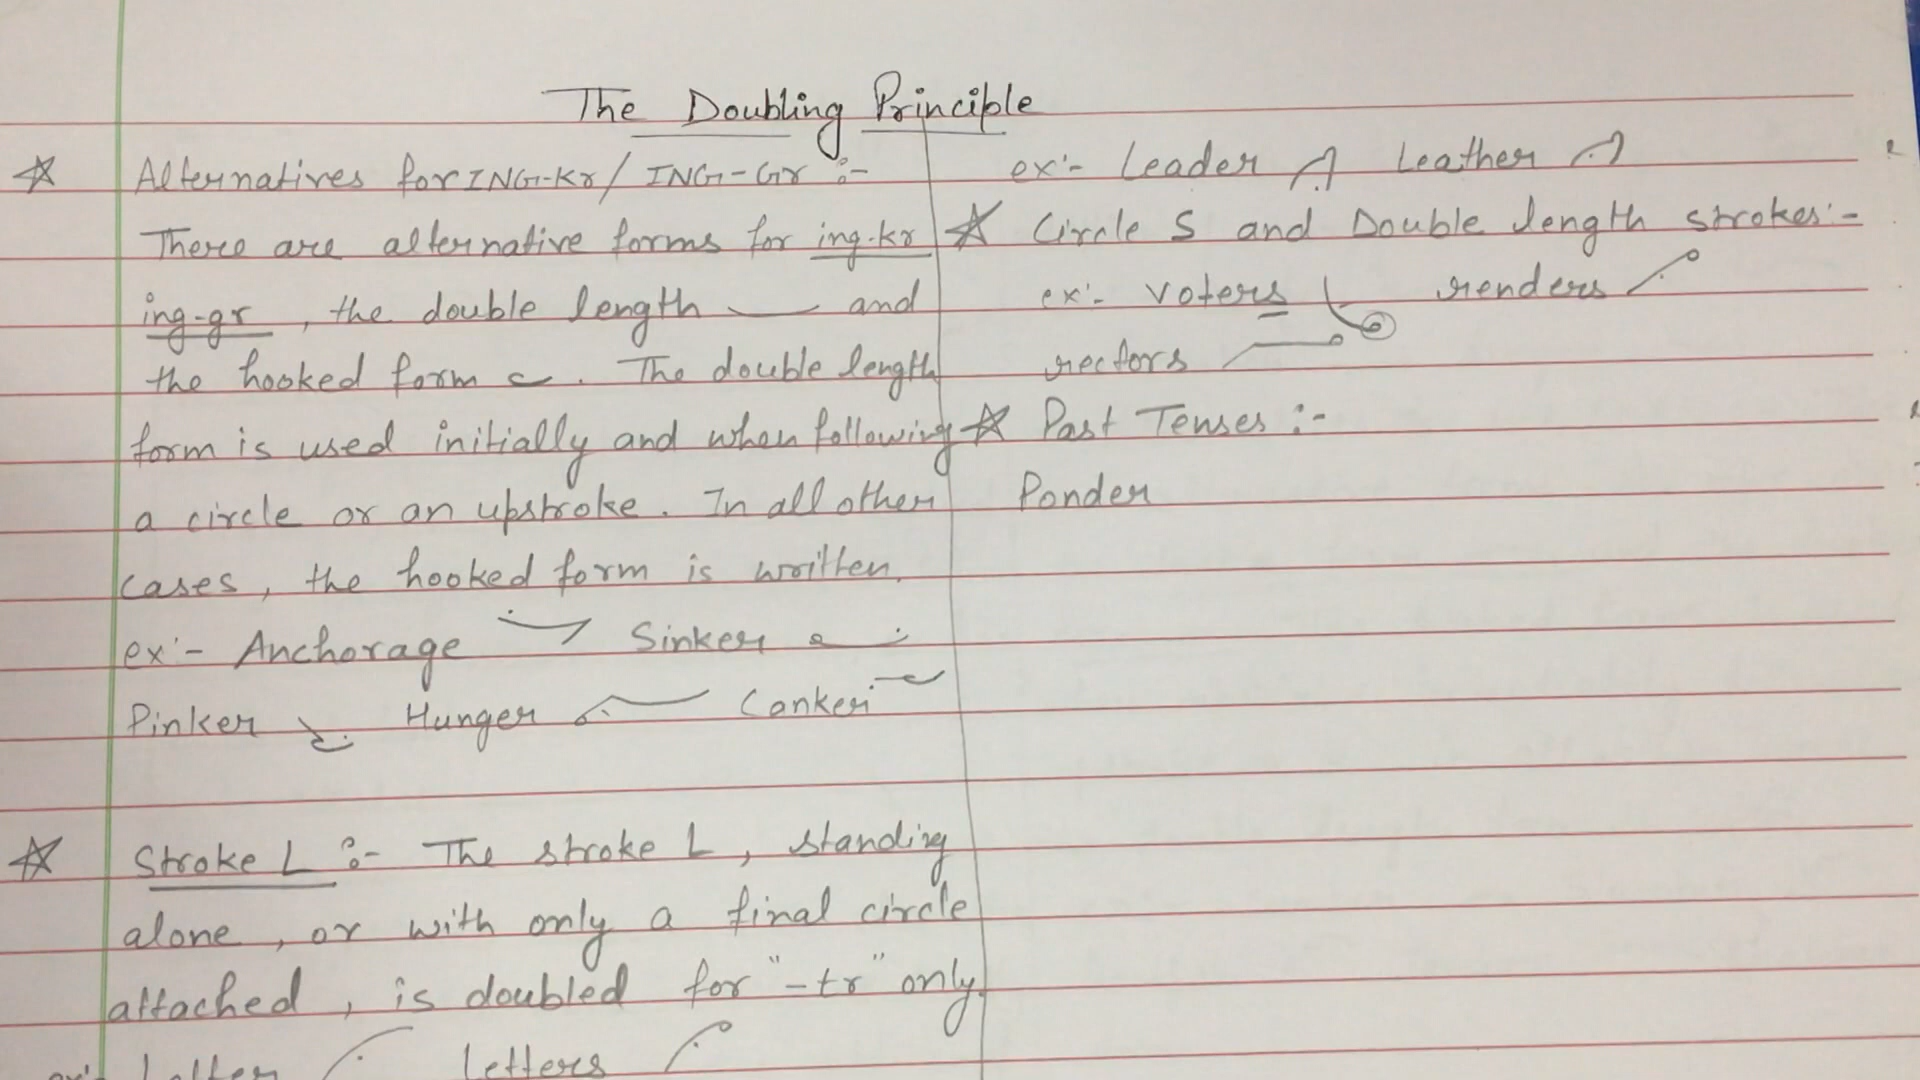 The Doubling Principle
☆ Alternatives for ING-Kr/ ING-Gr :-
There are alternative forms for ing-kr
ing-gr, the double length and
the hooked form. The double length
form is used initially and when following
a circle or an upstroke. In all other
cases, the hooked form is written.
ex:- Anchorage Sinker
Pinker Hunger Canker
☆ Stroke L :- The stroke L, standing
alone, or with only a final circle
attached, is doubled for "-tr" only.
ex:- Letter letters
ex:- Leader Leather
☆ Circle S and Double length strokes:-
ex:- voters renders
rectors
☆ Past Tenses :-
Ponder